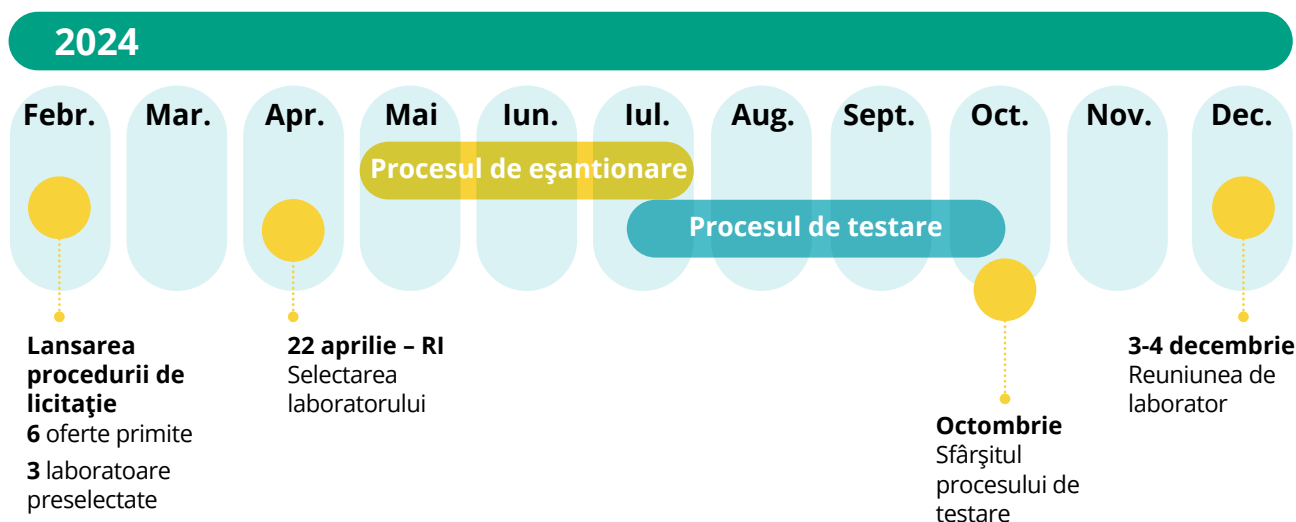 2024
Febr. Mar. Apr. Mai Iun. Iul. Aug. Sept. Oct. Nov. Dec.
Procesul de eşantionare
Procesul de testare
Lansarea
procedurii de
licitaţie
6 oferte primite
3 laboratoare
preselectate
22 aprilie – RI
Selectarea
laboratorului
Octombrie
Sfârşitul
procesului de
testare
3-4 decembrie
Reuniunea de
laborator